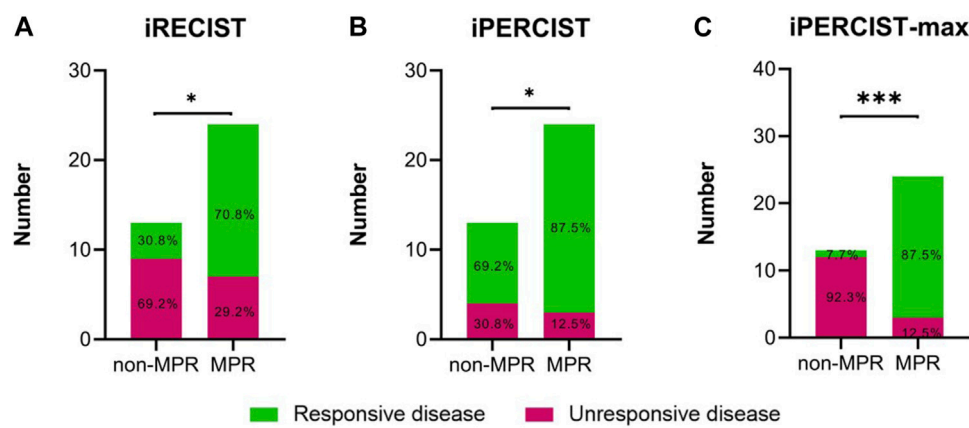 A
iRECIST
Number
30
20
10
0
*
30.8%
69.2%
70.8%
29.2%
non-MPR
MPR
B
iPERCIST
Number
30
20
10
0
*
69.2%
30.8%
87.5%
12.5%
non-MPR
MPR
C
iPERCIST-max
Number
40
30
20
10
0
***
7.7%
92.3%
87.5%
12.5%
non-MPR
MPR
Responsive disease
Unresponsive disease